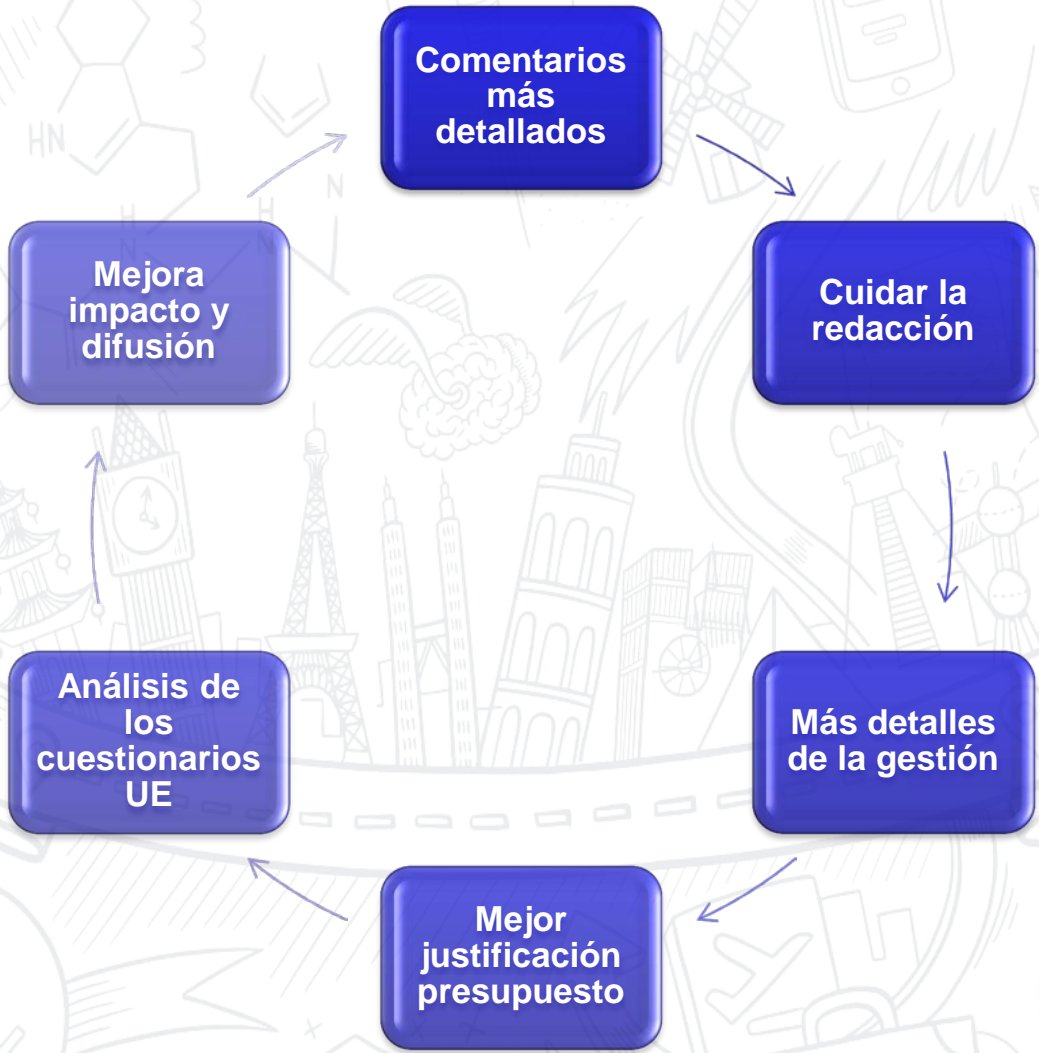 Comentarios
más
detallados
Cuidar la
redacción
Más detalles
de la gestión
Mejor
justificación
presupuesto
Análisis de
los
cuestionarios
UE
Mejora
impacto y
difusión
HN
N
H
N
H
N